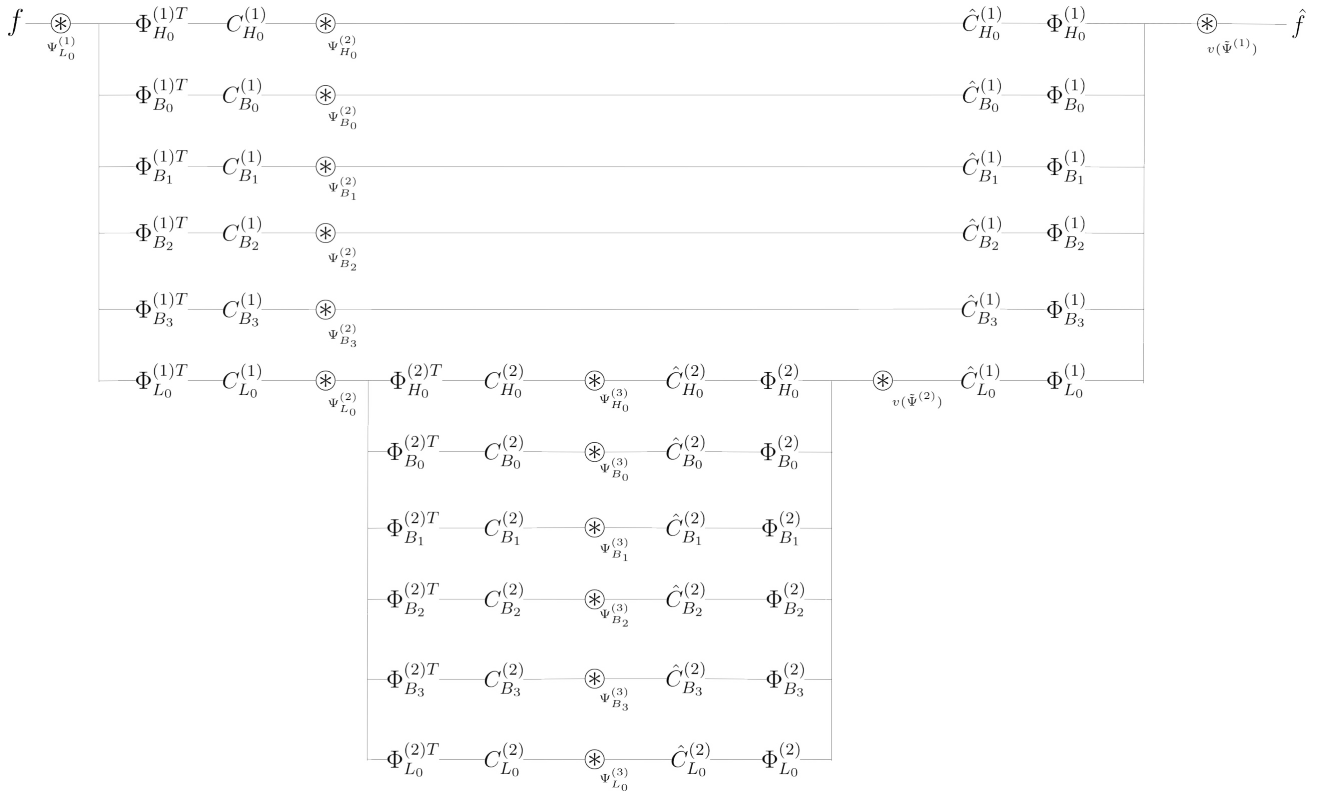 f ⊛ Φ_{H_0}^{(1)T} C_{H_0}^{(1)} ⊛ Ĉ_{H_0}^{(1)} Φ_{H_0}^{(1)} ⊛ f̂
Ψ_{L_0}^{(1)} Ψ_{H_0}^{(2)} v(Ψ̃^{(1)})
Φ_{B_0}^{(1)T} C_{B_0}^{(1)} ⊛ Ĉ_{B_0}^{(1)} Φ_{B_0}^{(1)}
Ψ_{B_0}^{(2)}
Φ_{B_1}^{(1)T} C_{B_1}^{(1)} ⊛ Ĉ_{B_1}^{(1)} Φ_{B_1}^{(1)}
Ψ_{B_1}^{(2)}
Φ_{B_2}^{(1)T} C_{B_2}^{(1)} ⊛ Ĉ_{B_2}^{(1)} Φ_{B_2}^{(1)}
Ψ_{B_2}^{(2)}
Φ_{B_3}^{(1)T} C_{B_3}^{(1)} ⊛ Ĉ_{B_3}^{(1)} Φ_{B_3}^{(1)}
Ψ_{B_3}^{(2)}
Φ_{L_0}^{(1)T} C_{L_0}^{(1)} ⊛ Φ_{H_0}^{(2)T} C_{H_0}^{(2)} ⊛ Ĉ_{H_0}^{(2)} Φ_{H_0}^{(2)} ⊛ Ĉ_{L_0}^{(1)} Φ_{L_0}^{(1)}
Ψ_{L_0}^{(2)} Ψ_{H_0}^{(3)} v(Ψ̃^{(2)})
Φ_{B_0}^{(2)T} C_{B_0}^{(2)} ⊛ Ĉ_{B_0}^{(2)} Φ_{B_0}^{(2)}
Ψ_{B_0}^{(3)}
Φ_{B_1}^{(2)T} C_{B_1}^{(2)} ⊛ Ĉ_{B_1}^{(2)} Φ_{B_1}^{(2)}
Ψ_{B_1}^{(3)}
Φ_{B_2}^{(2)T} C_{B_2}^{(2)} ⊛ Ĉ_{B_2}^{(2)} Φ_{B_2}^{(2)}
Ψ_{B_2}^{(3)}
Φ_{B_3}^{(2)T} C_{B_3}^{(2)} ⊛ Ĉ_{B_3}^{(2)} Φ_{B_3}^{(2)}
Ψ_{B_3}^{(3)}
Φ_{L_0}^{(2)T} C_{L_0}^{(2)} ⊛ Ĉ_{L_0}^{(2)} Φ_{L_0}^{(2)}
Ψ_{L_0}^{(3)}